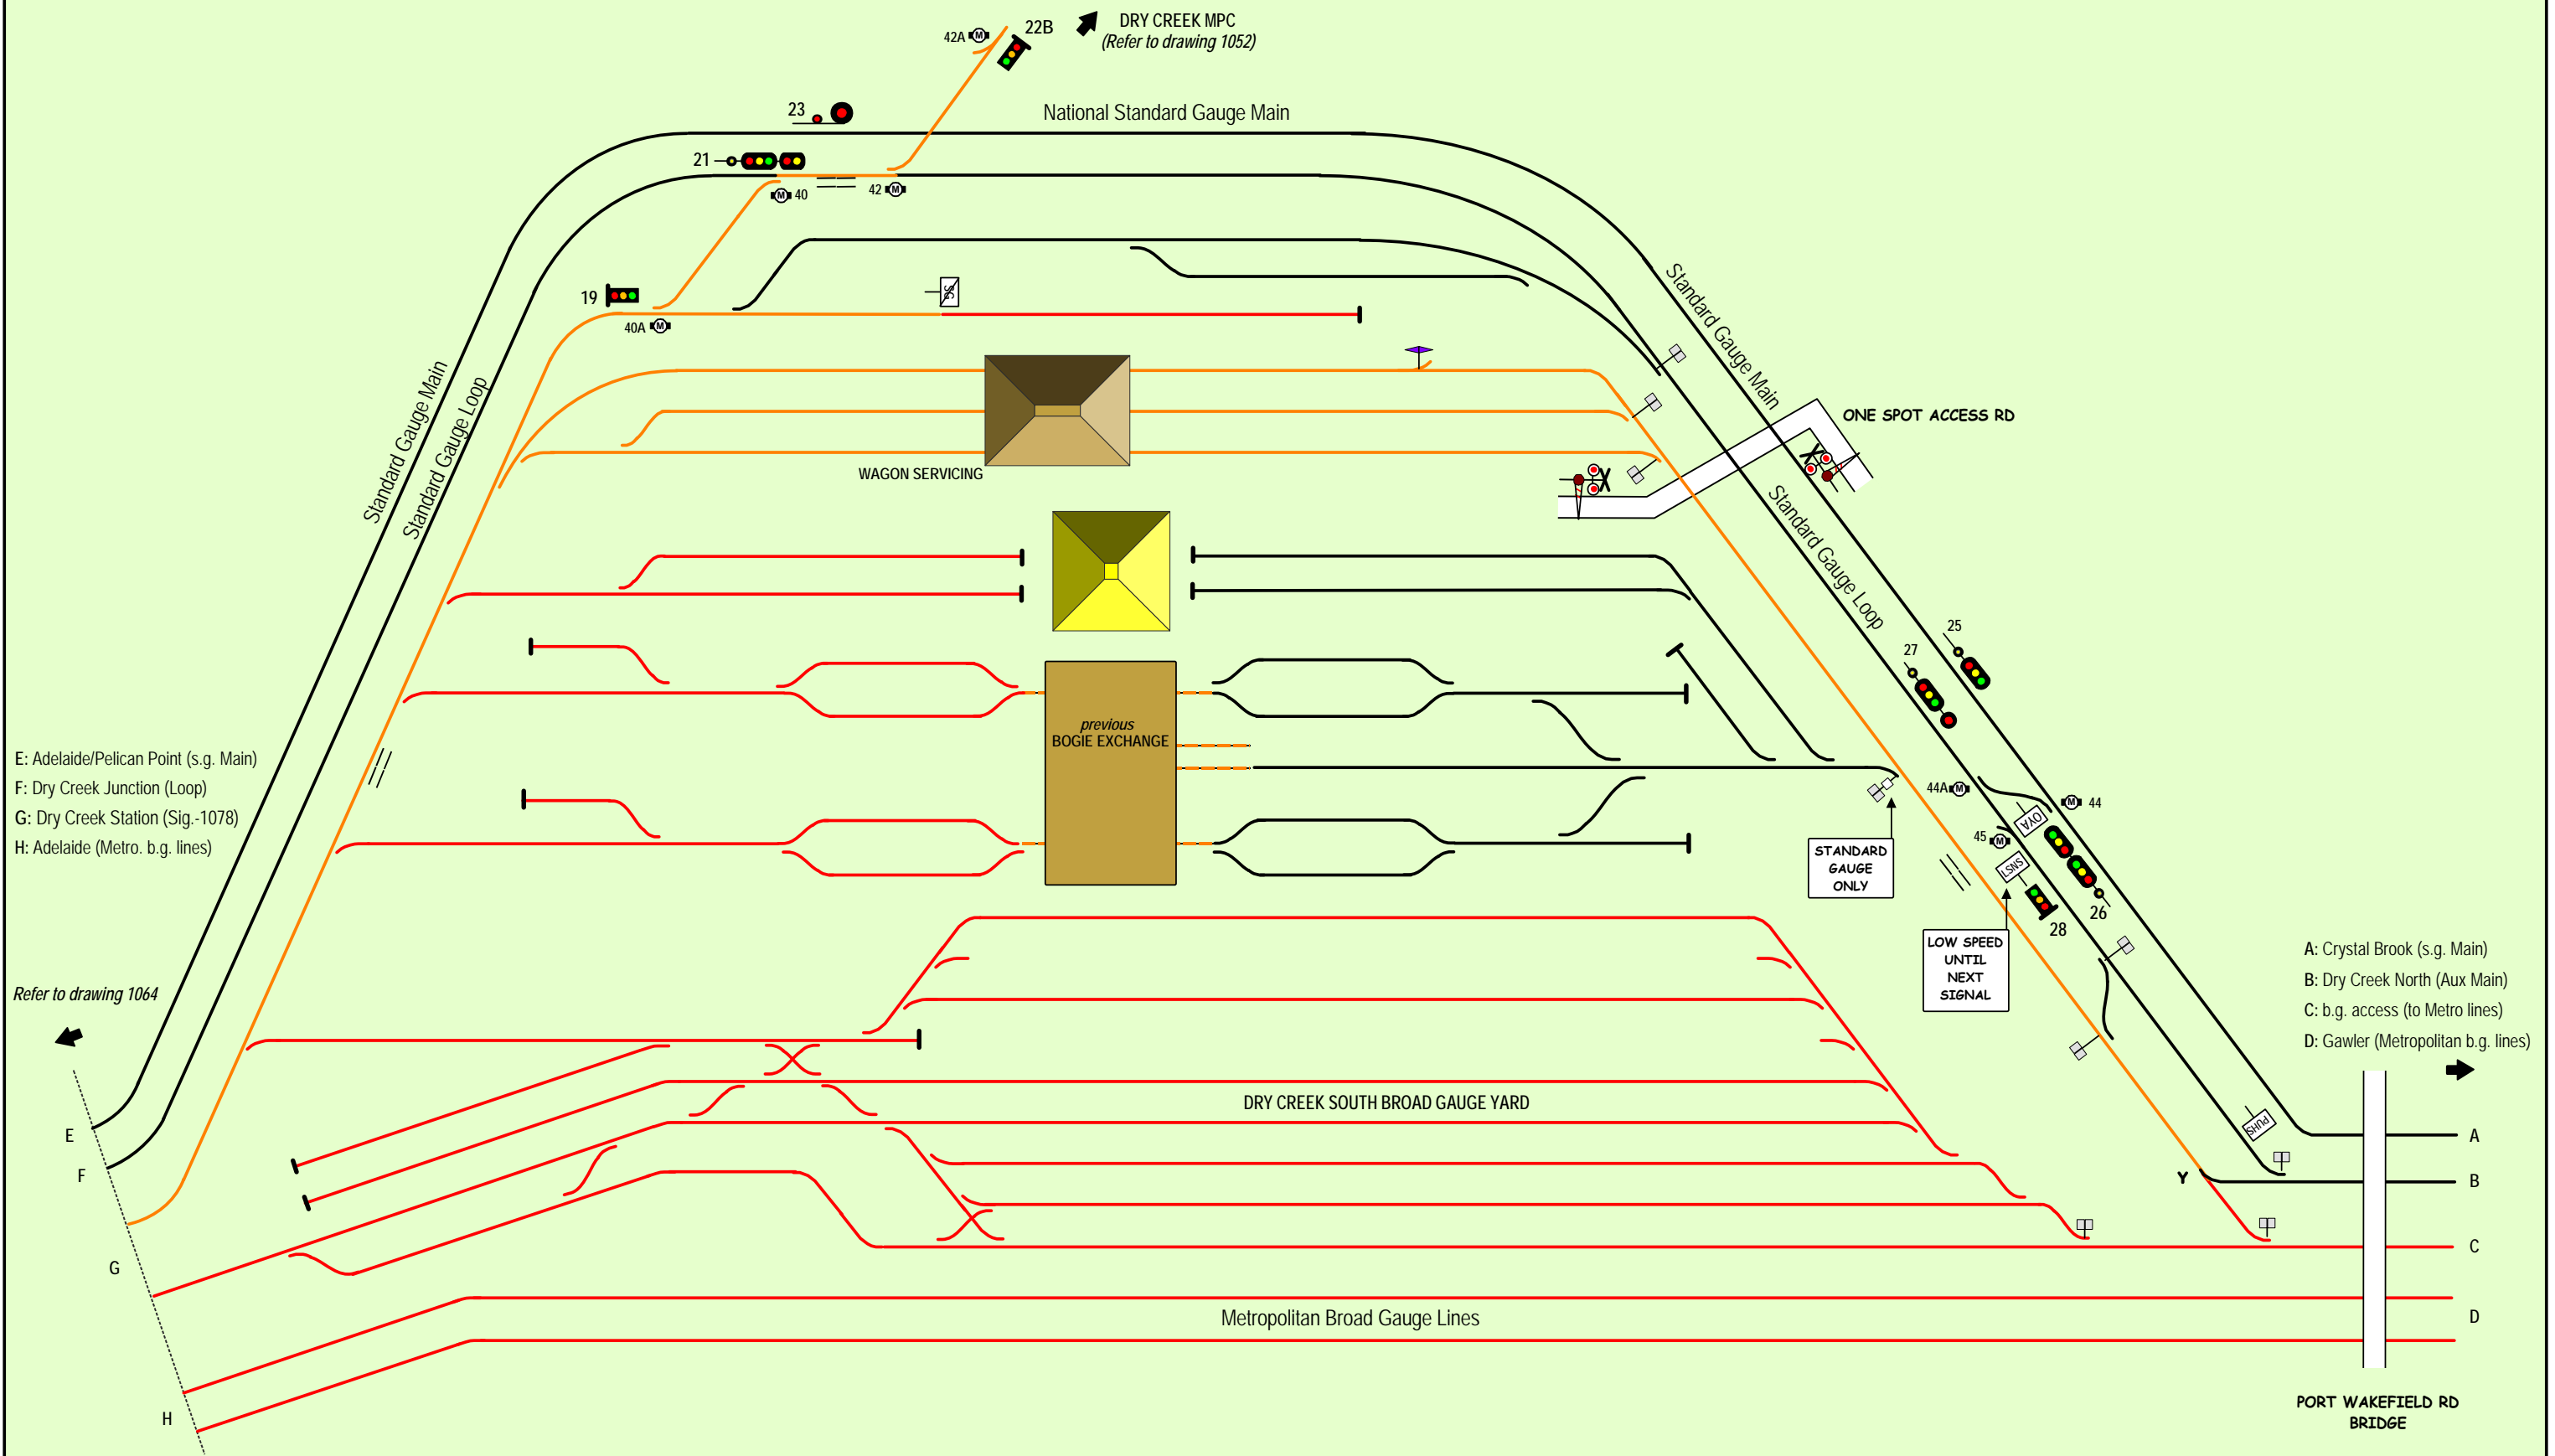 22B
DRY CREEK MPC
(Refer to drawing 1052)
42A M
23
National Standard Gauge Main
21
M 40
42 M
19
SG
40A M
Standard Gauge Main
Standard Gauge Loop
Standard Gauge Main
ONE SPOT ACCESS RD
WAGON SERVICING
Standard Gauge Loop
25
27
previous
BOGIE EXCHANGE
E: Adelaide/Pelican Point (s.g. Main)
F: Dry Creek Junction (Loop)
G: Dry Creek Station (Sig.-1078)
H: Adelaide (Metro. b.g. lines)
44A M
M 44
OYA
45 M
LSNS
STANDARD
GAUGE
ONLY
26
28
LOW SPEED
UNTIL
NEXT
SIGNAL
A: Crystal Brook (s.g. Main)
B: Dry Creek North (Aux Main)
C: b.g. access (to Metro lines)
D: Gawler (Metropolitan b.g. lines)
Refer to drawing 1064
DRY CREEK SOUTH BROAD GAUGE YARD
PUHS
E
A
F
Y
B
G
C
Metropolitan Broad Gauge Lines
D
H
PORT WAKEFIELD RD
BRIDGE